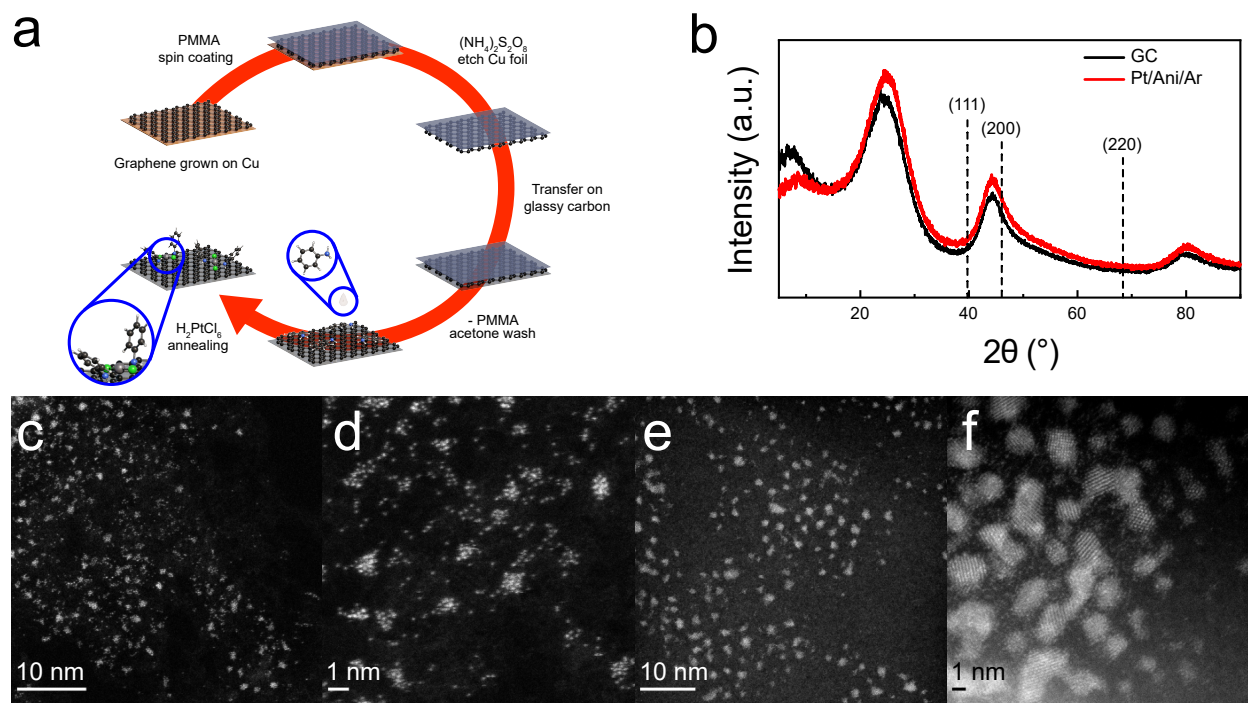 a
PMMA
spin coating
(NH₄)₂S₂O₈
etch Cu foil
Graphene grown on Cu
Transfer on
glassy carbon
- PMMA
acetone wash
H₂PtCl₆
annealing
b
GC
Pt/Ani/Ar
(111)
(200)
(220)
Intensity (a.u.)
20
40
60
80
2θ (°)
c
10 nm
d
1 nm
e
10 nm
f
1 nm